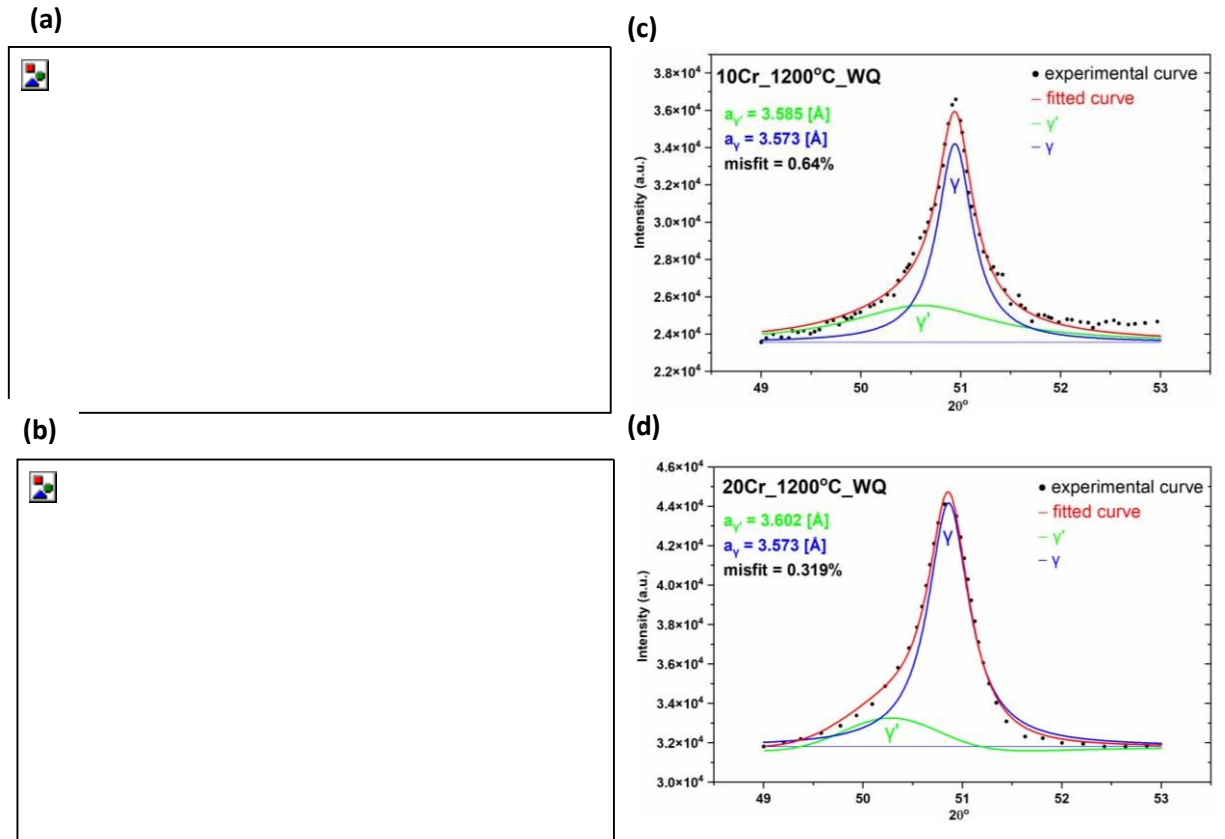 (a)
(b)
(c)
10Cr_1200°C_WQ
a_γ' = 3.585 [Å]
a_γ = 3.573 [Å]
misfit = 0.64%
• experimental curve
– fitted curve
– γ'
– γ
γ
γ'
Intensity (a.u.)
3.8×10⁴
3.6×10⁴
3.4×10⁴
3.2×10⁴
3.0×10⁴
2.8×10⁴
2.6×10⁴
2.4×10⁴
2.2×10⁴
49 50 51 52 53
2θ°
(d)
20Cr_1200°C_WQ
a_γ' = 3.602 [Å]
a_γ = 3.573 [Å]
misfit = 0.319%
• experimental curve
– fitted curve
– γ'
– γ
γ
γ'
Intensity (a.u.)
4.6×10⁴
4.4×10⁴
4.2×10⁴
4.0×10⁴
3.8×10⁴
3.6×10⁴
3.4×10⁴
3.2×10⁴
3.0×10⁴
49 50 51 52 53
2θ°